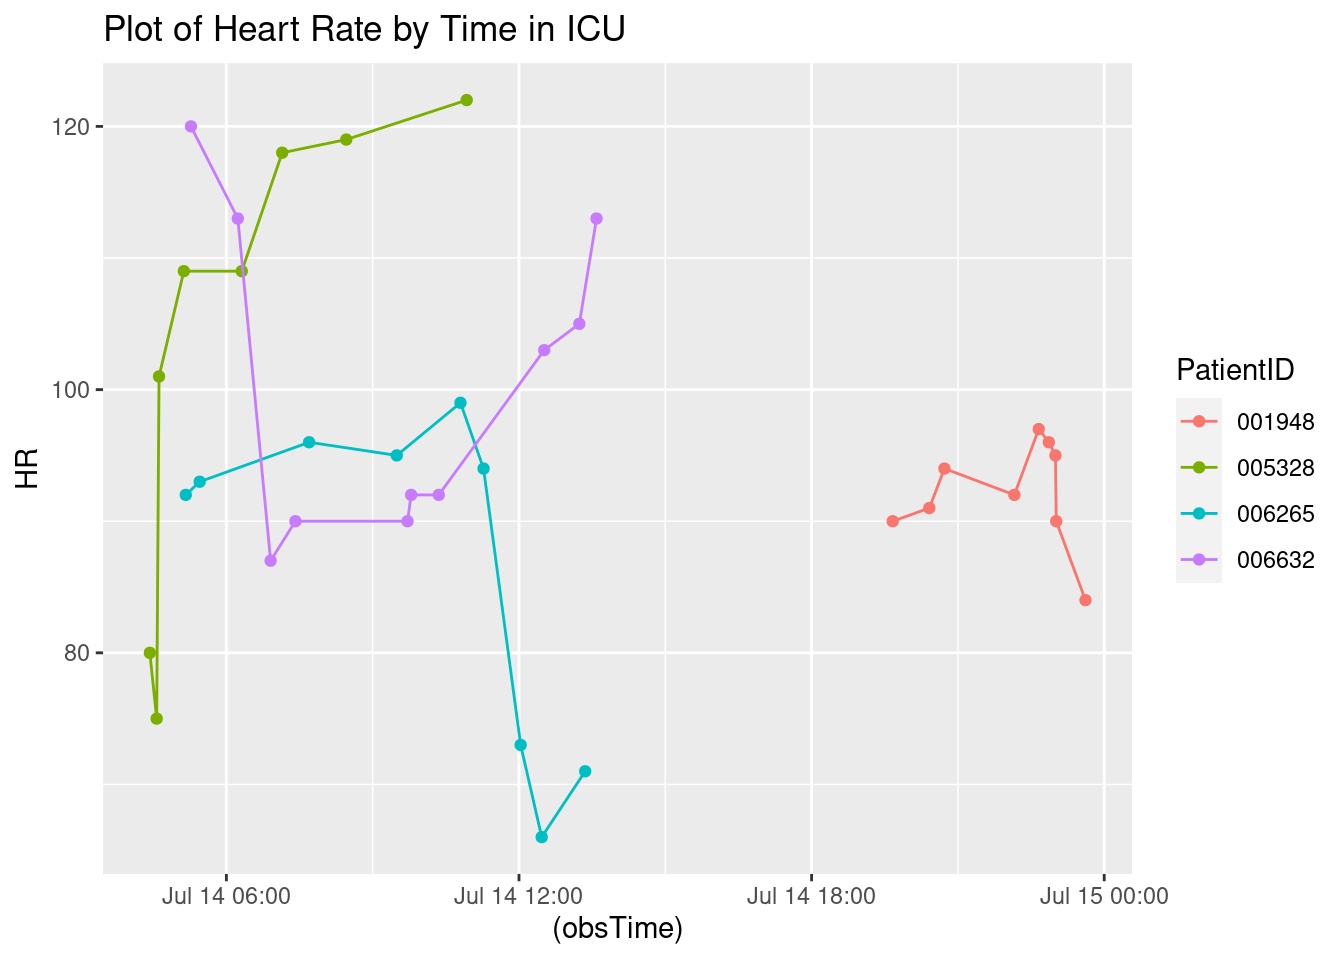 Plot of Heart Rate by Time in ICU
120
100
80
HR
Jul 14 06:00
Jul 14 12:00
Jul 14 18:00
Jul 15 00:00
(obsTime)
PatientID
001948
005328
006265
006632